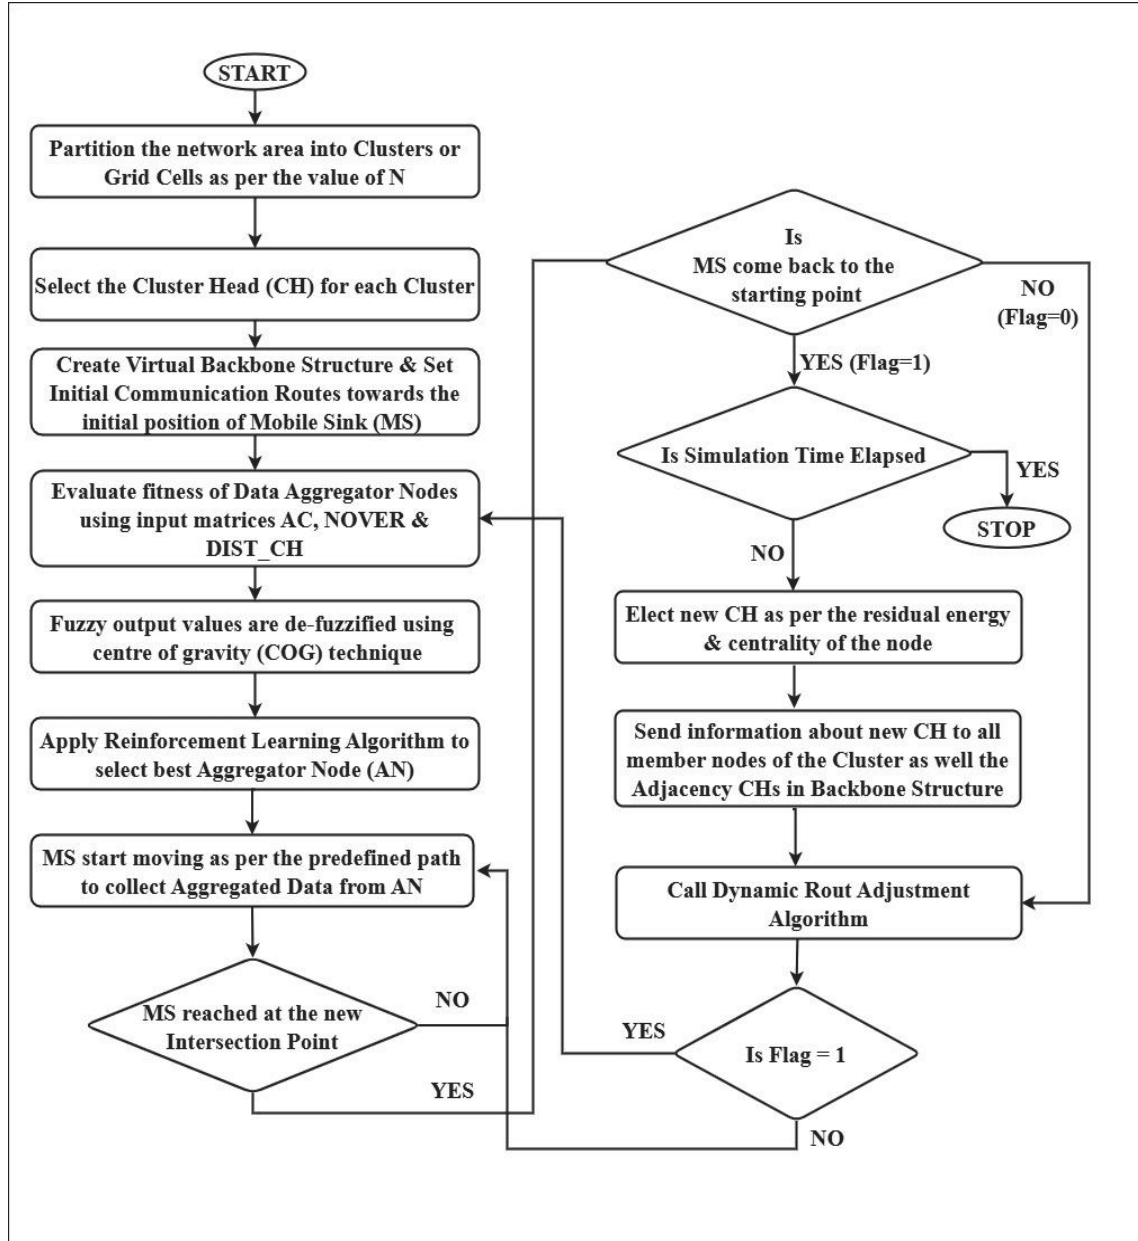 START
Partition the network area into Clusters or
Grid Cells as per the value of N
Select the Cluster Head (CH) for each Cluster
Create Virtual Backbone Structure & Set
Initial Communication Routes towards the
initial position of Mobile Sink (MS)
Evaluate fitness of Data Aggregator Nodes
using input matrices AC, NOVER &
DIST_CH
Fuzzy output values are de-fuzzified using
centre of gravity (COG) technique
Apply Reinforcement Learning Algorithm to
select best Aggregator Node (AN)
MS start moving as per the predefined path
to collect Aggregated Data from AN
MS reached at the new
Intersection Point
NO
YES
Is
MS come back to the
starting point
NO
(Flag=0)
YES (Flag=1)
Is Simulation Time Elapsed
YES
STOP
NO
Elect new CH as per the residual energy
& centrality of the node
Send information about new CH to all
member nodes of the Cluster as well the
Adjacency CHs in Backbone Structure
Call Dynamic Rout Adjustment
Algorithm
YES
Is Flag = 1
NO